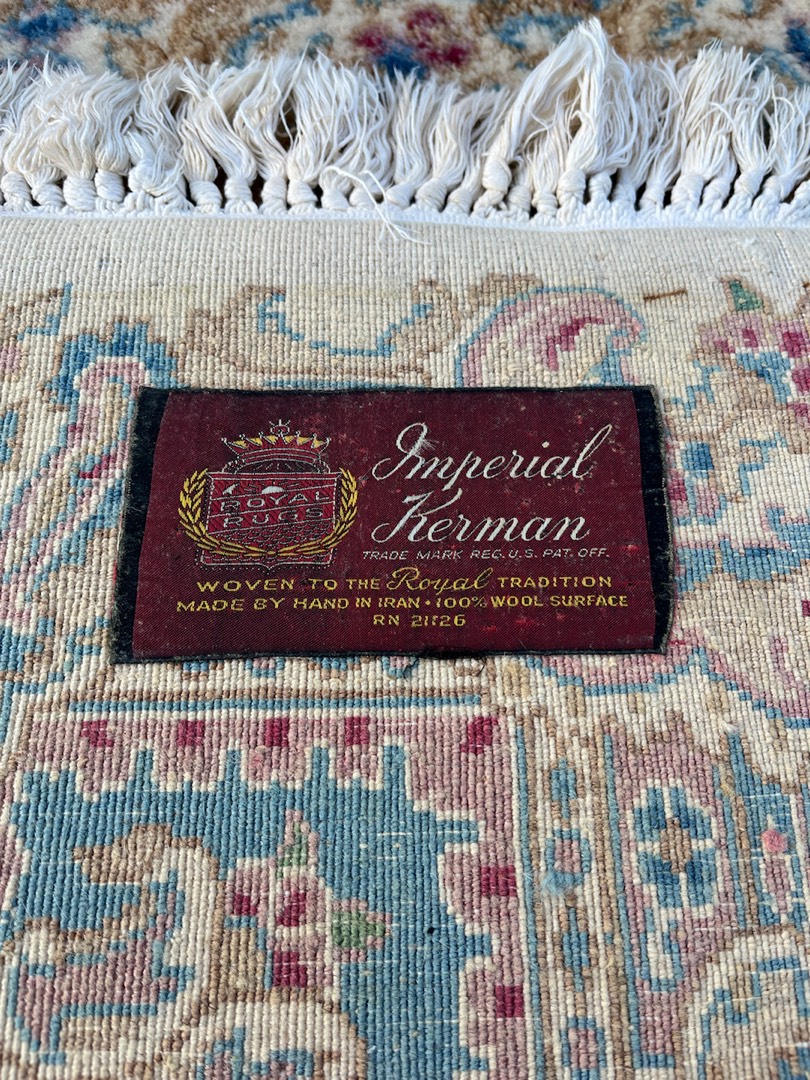 ROYAL
RUGS
Imperial
Kerman
TRADE MARK REG. U.S. PAT. OFF.
WOVEN TO THE Royal TRADITION
MADE BY HAND IN IRAN • 100% WOOL SURFACE
RN 21126